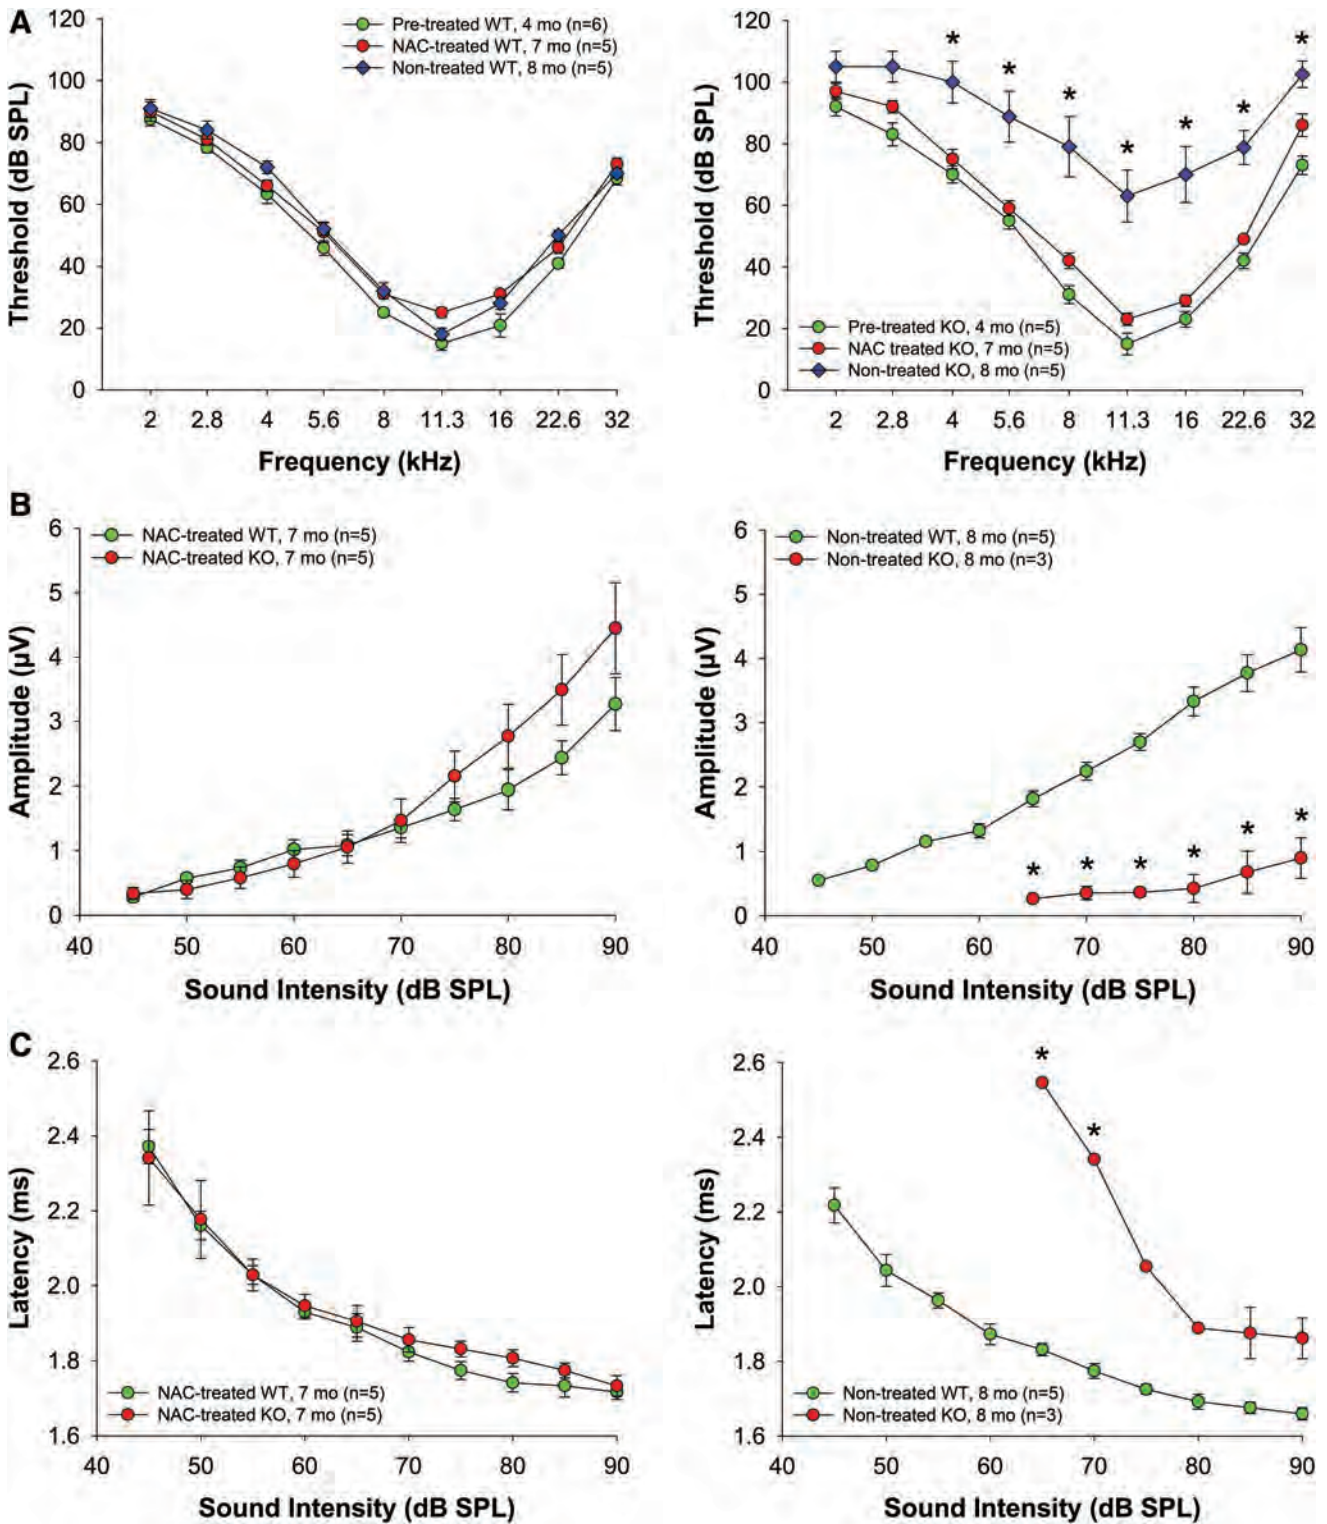 A
Pre-treated WT, 4 mo (n=6)
NAC-treated WT, 7 mo (n=5)
Non-treated WT, 8 mo (n=5)
Threshold (dB SPL)
120
100
80
60
40
20
0
2 2.8 4 5.6 8 11.3 16 22.6 32
Frequency (kHz)
* * * * * * *
Pre-treated KO, 4 mo (n=5)
NAC treated KO, 7 mo (n=5)
Non-treated KO, 8 mo (n=5)
Threshold (dB SPL)
120
100
80
60
40
20
0
2 2.8 4 5.6 8 11.3 16 22.6 32
Frequency (kHz)
B
NAC-treated WT, 7 mo (n=5)
NAC-treated KO, 7 mo (n=5)
Amplitude (µV)
6
5
4
3
2
1
0
40 50 60 70 80 90
Sound Intensity (dB SPL)
Non-treated WT, 8 mo (n=5)
Non-treated KO, 8 mo (n=3)
Amplitude (µV)
6
5
4
3
2
1
0
* * * * * *
40 50 60 70 80 90
Sound Intensity (dB SPL)
C
Latency (ms)
2.6
2.4
2.2
2.0
1.8
1.6
NAC-treated WT, 7 mo (n=5)
NAC-treated KO, 7 mo (n=5)
40 50 60 70 80 90
Sound Intensity (dB SPL)
Latency (ms)
2.6
2.4
2.2
2.0
1.8
1.6
* *
Non-treated WT, 8 mo (n=5)
Non-treated KO, 8 mo (n=3)
40 50 60 70 80 90
Sound Intensity (dB SPL)